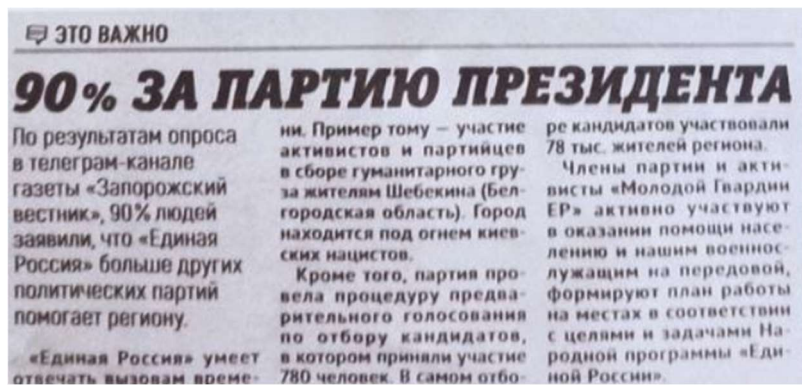 ЭТО ВАЖНО
90% ЗА ПАРТИЮ ПРЕЗИДЕНТА
По результатам опроса
в телеграм-канале
газеты «Запорожский
вестник», 90% людей
заявили, что «Единая
Россия» больше других
политических партий
помогает региону.
«Единая Россия» умеет
отвечать вызовам време-
ни. Пример тому – участие
активистов и партийцев
в сборе гуманитарного гру-
за жителям Шебекина (Бел-
городская область). Город
находится под огнем киев-
ских нацистов.
Кроме того, партия про-
вела процедуру предва-
рительного голосования
по отбору кандидатов,
в котором приняли участие
780 человек. В самом отбо-
ре кандидатов участвовали
78 тыс. жителей региона.
Члены партии и акти-
висты «Молодой Гвардии
ЕР» активно участвуют
в оказании помощи насе-
лению и нашим военнос-
лужащим на передовой,
формируют план работы
на местах в соответствии
с целями и задачами На-
родной программы «Еди-
ной России».